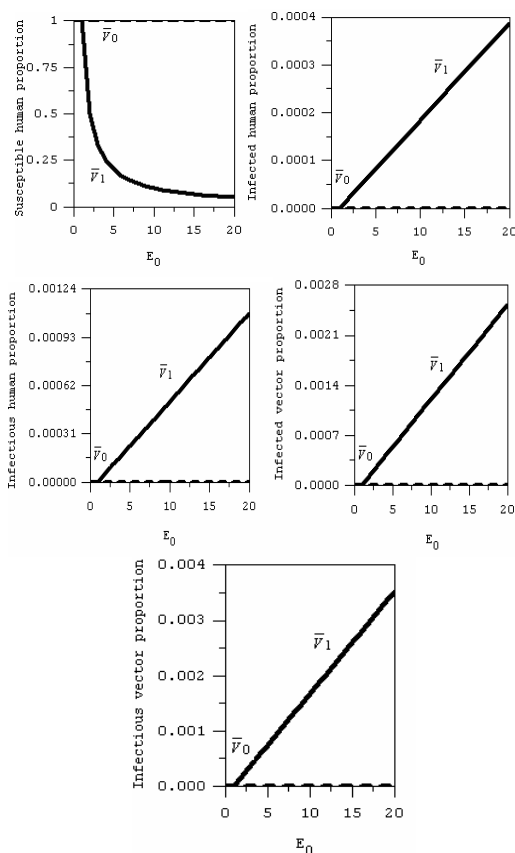 Susceptible human proportion
1
0.75
0.5
0.25
0
V̄0
V̄1
0 5 10 15 20
E0
Infected human proportion
0.0004
0.0003
0.0002
0.0001
0.0000
V̄1
V̄0
0 5 10 15 20
E0
Infectious human proportion
0.00124
0.00093
0.00062
0.00031
0.00000
V̄1
V̄0
0 5 10 15 20
E0
Infected vector proportion
0.0028
0.0021
0.0014
0.0007
0.0000
V̄1
V̄0
0 5 10 15 20
E0
Infectious vector proportion
0.004
0.003
0.002
0.001
0.000
V̄1
V̄0
0 5 10 15 20
E0